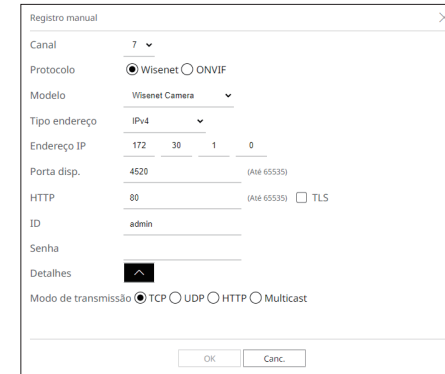 Registro manual
Canal 7
Protocolo Wisenet ONVIF
Modelo Wisenet Camera
Tipo endereço IPv4
Endereço IP 172 30 1 0
Porta disp. 4520 (Até 65535)
HTTP 80 (Até 65535) TLS
ID admin
Senha
Detalhes
Modo de transmissão TCP UDP HTTP Multicast
OK Canc.